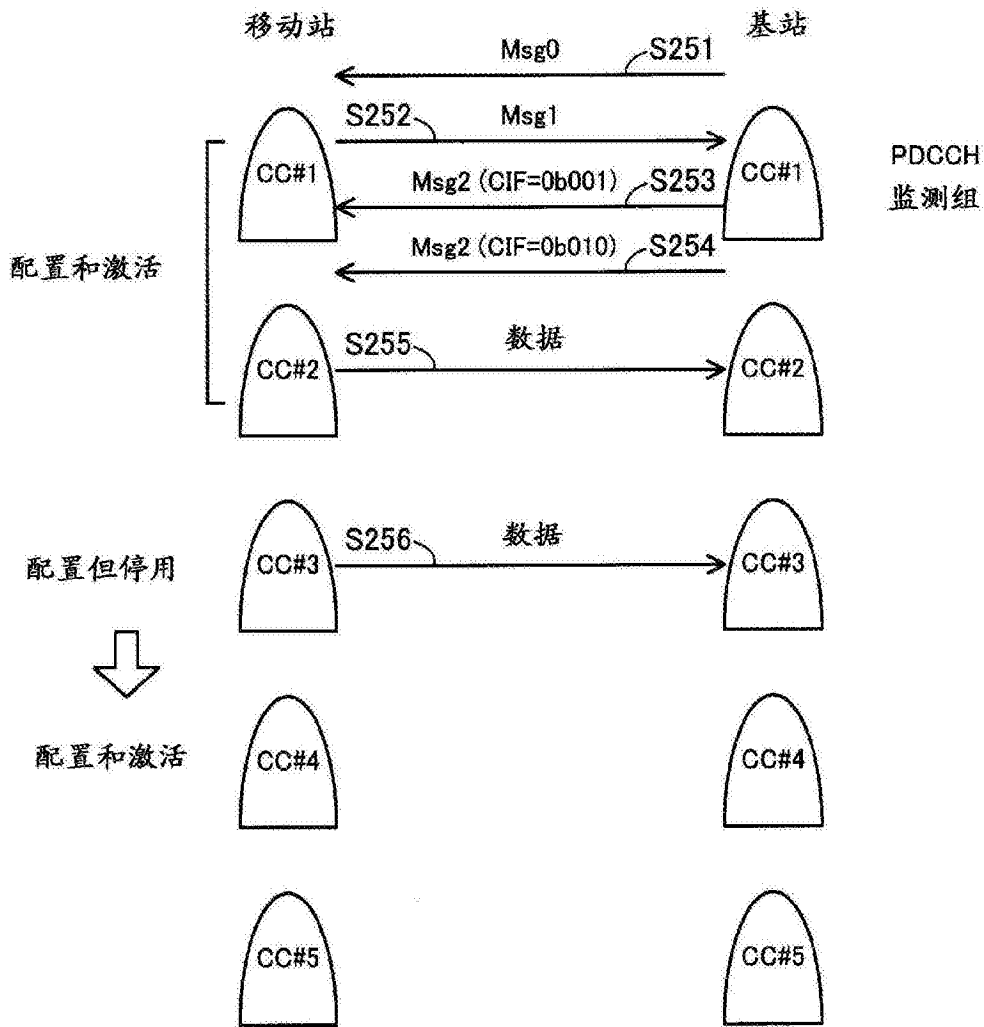 移动站
基站
Msg0
S251
S252
Msg1
CC#1
CC#1
PDCCH
监测组
Msg2 (CIF=0b001)
S253
Msg2 (CIF=0b010)
S254
配置和激活
S255
数据
CC#2
CC#2
S256
数据
配置但停用
CC#3
CC#3
配置和激活
CC#4
CC#4
CC#5
CC#5